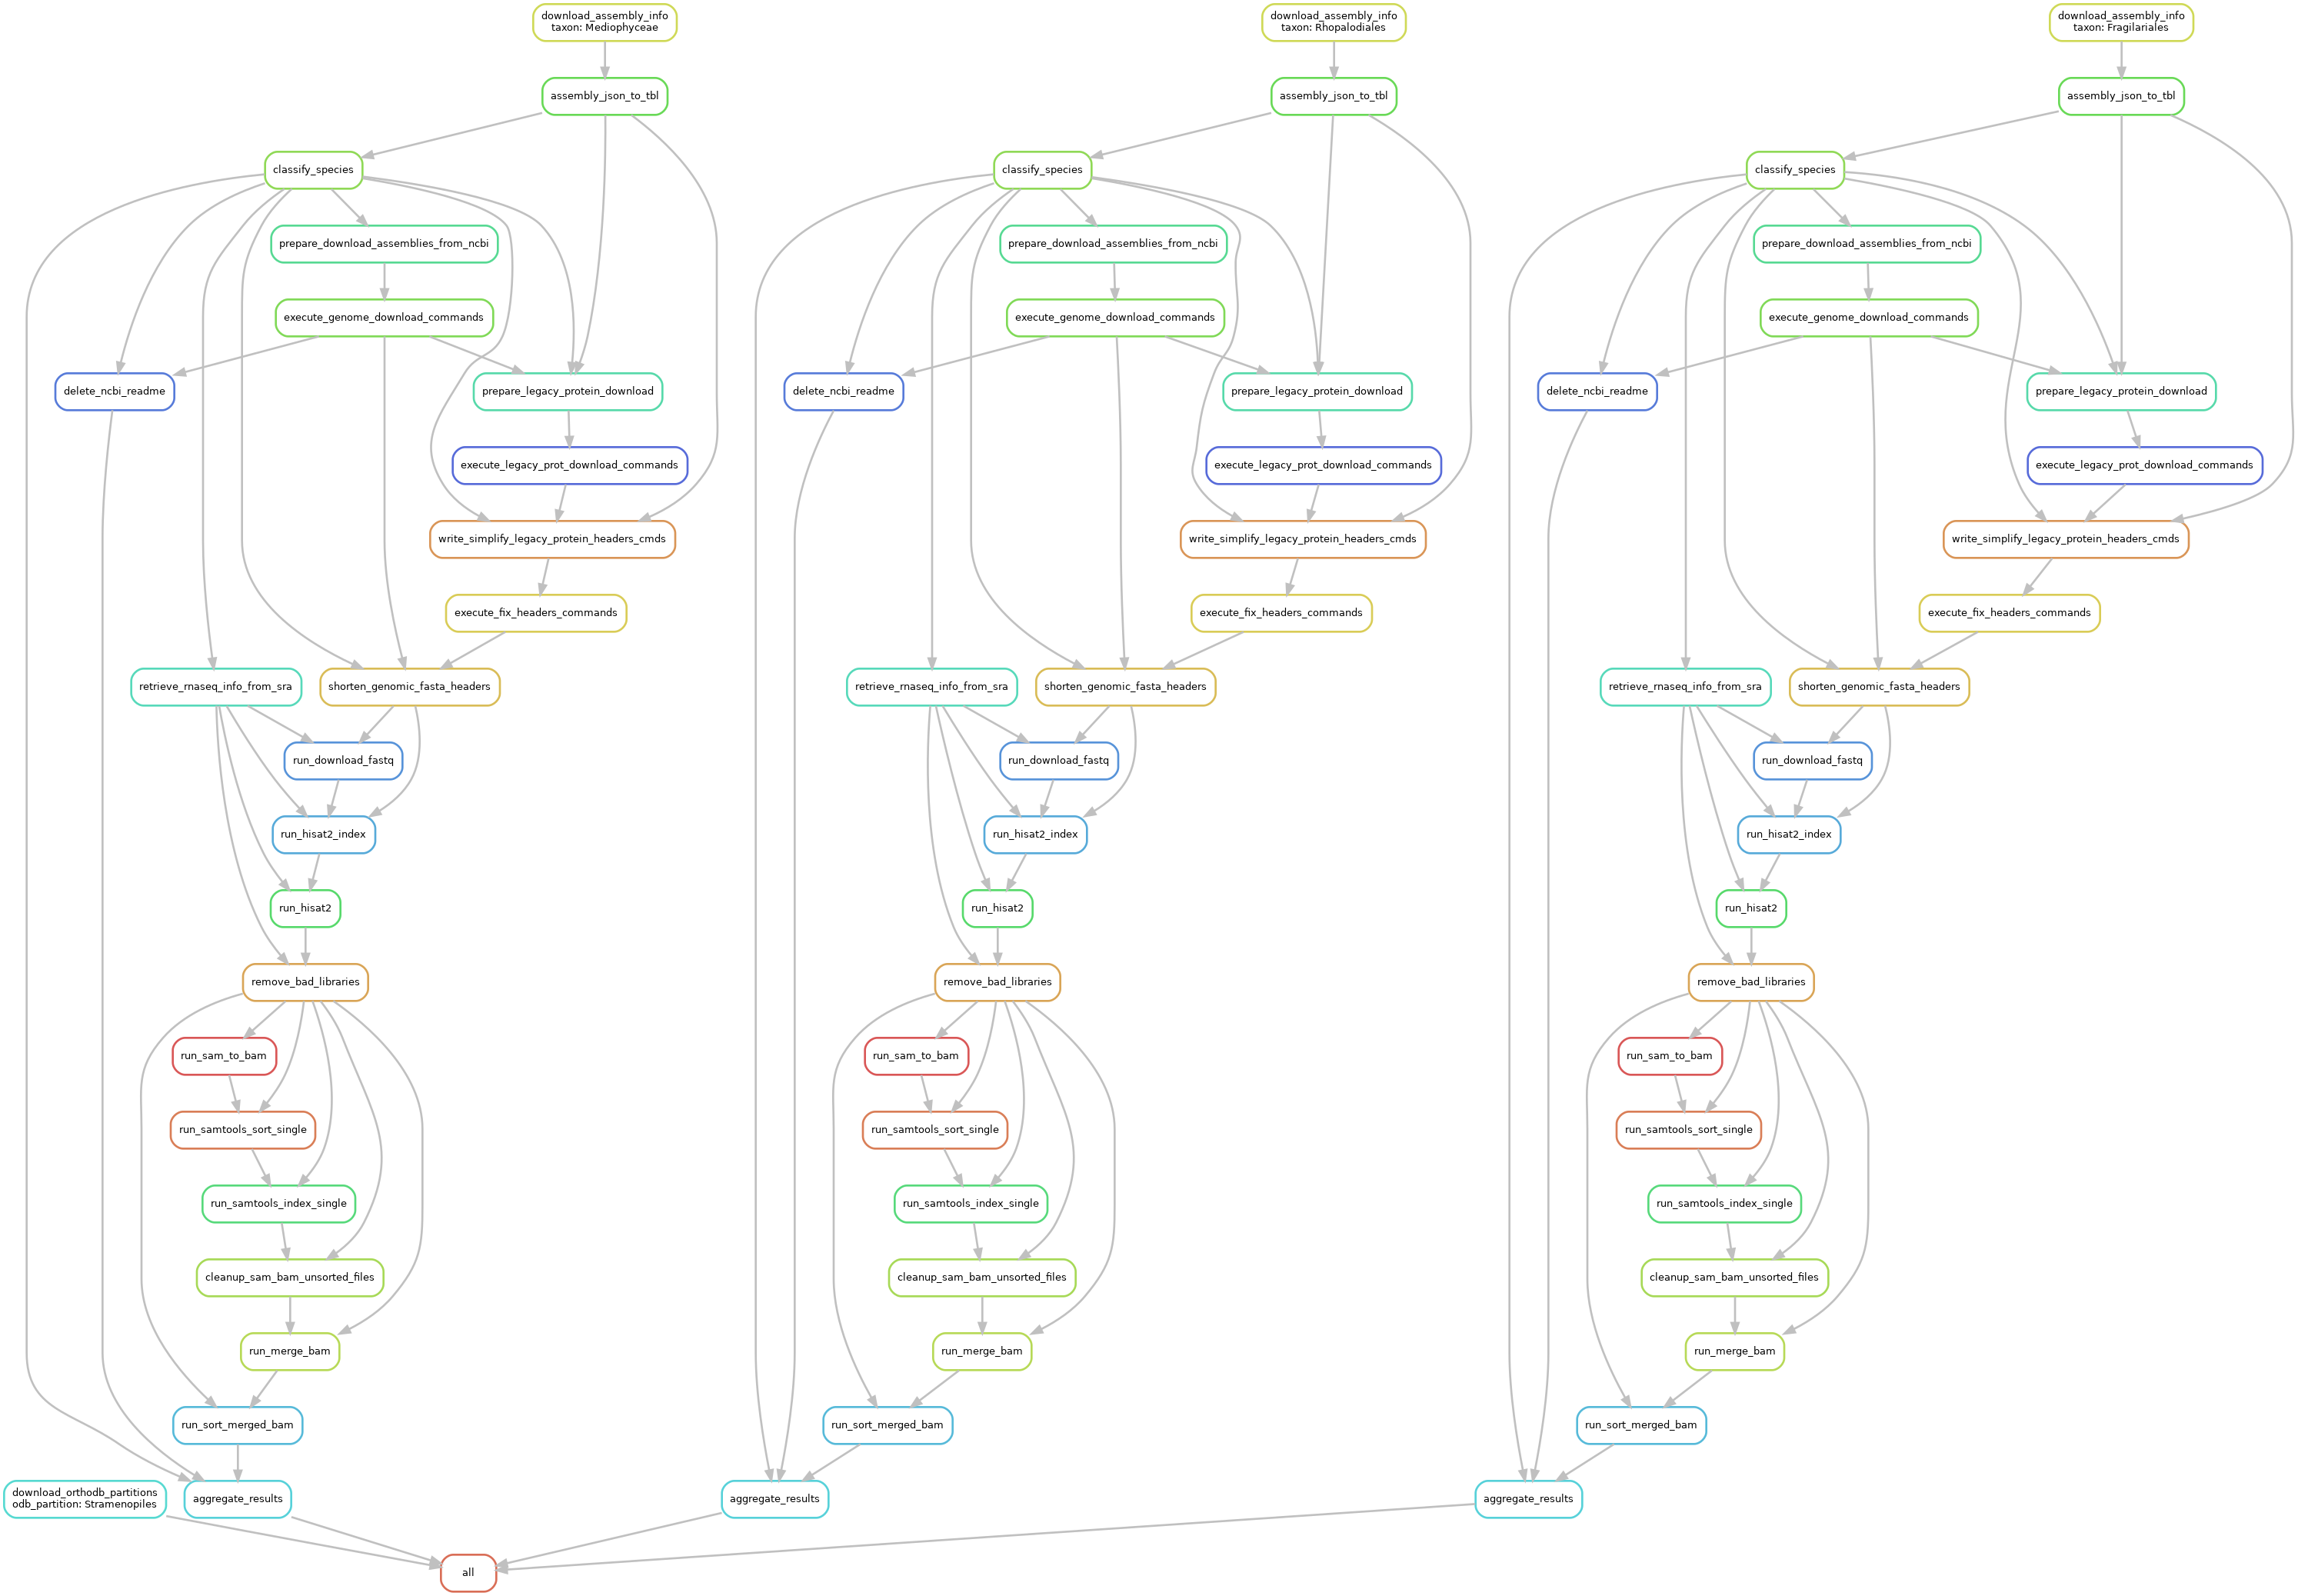 download_assembly_info
taxon: Mediophyceae
download_assembly_info
taxon: Rhopalodiales
download_assembly_info
taxon: Fragilariales
assembly_json_to_tbl
assembly_json_to_tbl
assembly_json_to_tbl
classify_species
classify_species
classify_species
prepare_download_assemblies_from_ncbi
prepare_download_assemblies_from_ncbi
prepare_download_assemblies_from_ncbi
execute_genome_download_commands
execute_genome_download_commands
execute_genome_download_commands
delete_ncbi_readme
prepare_legacy_protein_download
delete_ncbi_readme
prepare_legacy_protein_download
delete_ncbi_readme
prepare_legacy_protein_download
execute_legacy_prot_download_commands
execute_legacy_prot_download_commands
execute_legacy_prot_download_commands
write_simplify_legacy_protein_headers_cmds
write_simplify_legacy_protein_headers_cmds
write_simplify_legacy_protein_headers_cmds
execute_fix_headers_commands
execute_fix_headers_commands
execute_fix_headers_commands
retrieve_rnaseq_info_from_sra
shorten_genomic_fasta_headers
retrieve_rnaseq_info_from_sra
shorten_genomic_fasta_headers
retrieve_rnaseq_info_from_sra
shorten_genomic_fasta_headers
run_download_fastq
run_download_fastq
run_download_fastq
run_hisat2_index
run_hisat2_index
run_hisat2_index
run_hisat2
run_hisat2
run_hisat2
remove_bad_libraries
remove_bad_libraries
remove_bad_libraries
run_sam_to_bam
run_sam_to_bam
run_sam_to_bam
run_samtools_sort_single
run_samtools_sort_single
run_samtools_sort_single
run_samtools_index_single
run_samtools_index_single
run_samtools_index_single
cleanup_sam_bam_unsorted_files
cleanup_sam_bam_unsorted_files
cleanup_sam_bam_unsorted_files
run_merge_bam
run_merge_bam
run_merge_bam
run_sort_merged_bam
run_sort_merged_bam
run_sort_merged_bam
download_orthodb_partitions
odb_partition: Stramenopiles
aggregate_results
aggregate_results
aggregate_results
all